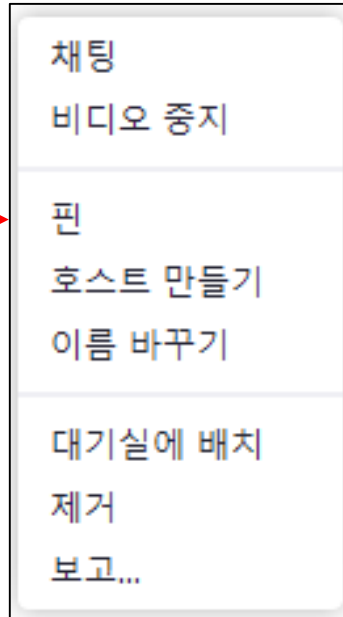 채팅
비디오 중지
핀
호스트 만들기
이름 바꾸기
대기실에 배치
제거
보고...